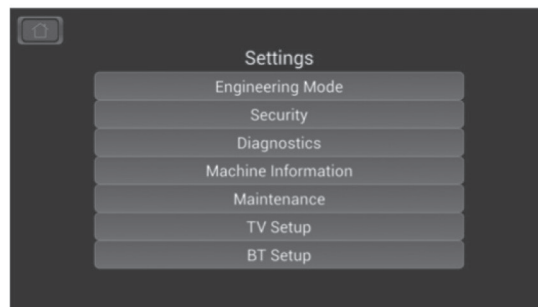 Settings
Engineering Mode
Security
Diagnostics
Machine Information
Maintenance
TV Setup
BT Setup